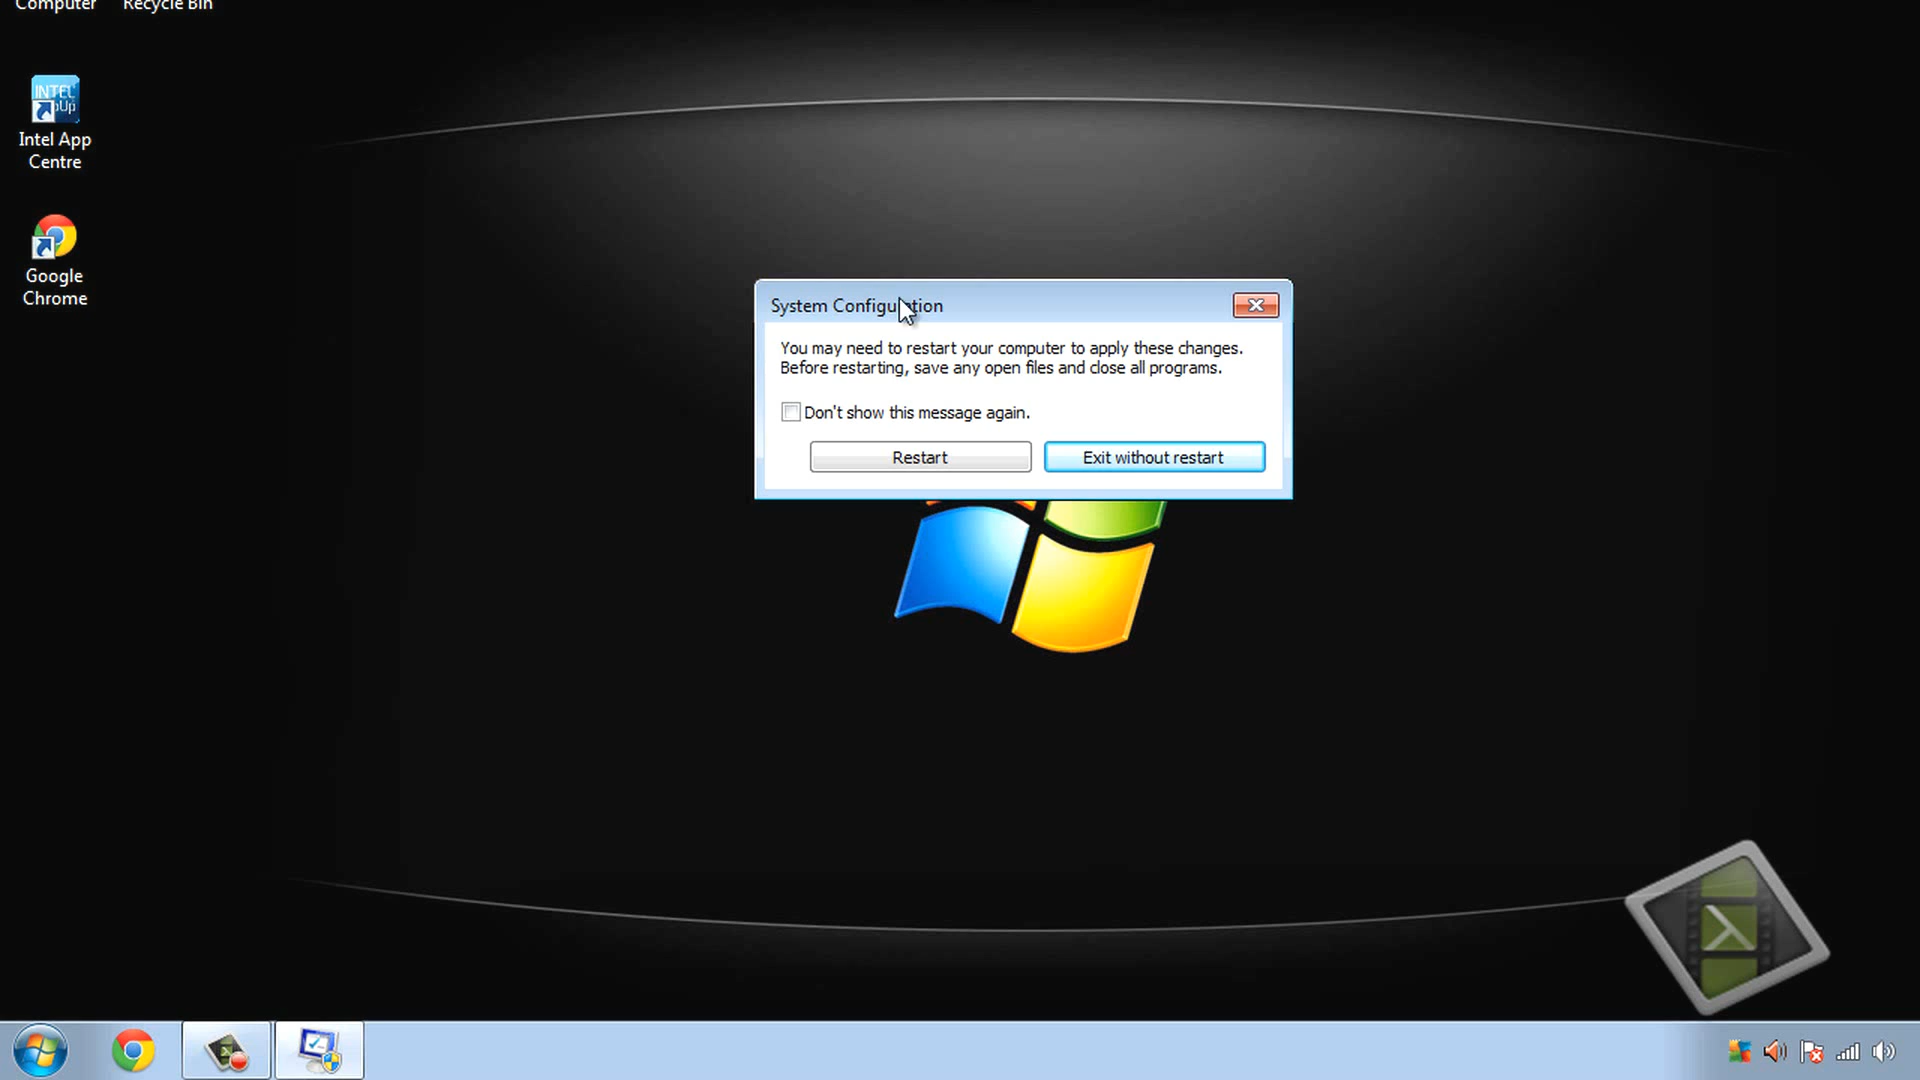 Computer
Recycle Bin
INTEL
Up
Intel App
Centre
Google
Chrome
System Configuration
You may need to restart your computer to apply these changes.
Before restarting, save any open files and close all programs.
Don't show this message again.
Restart
Exit without restart